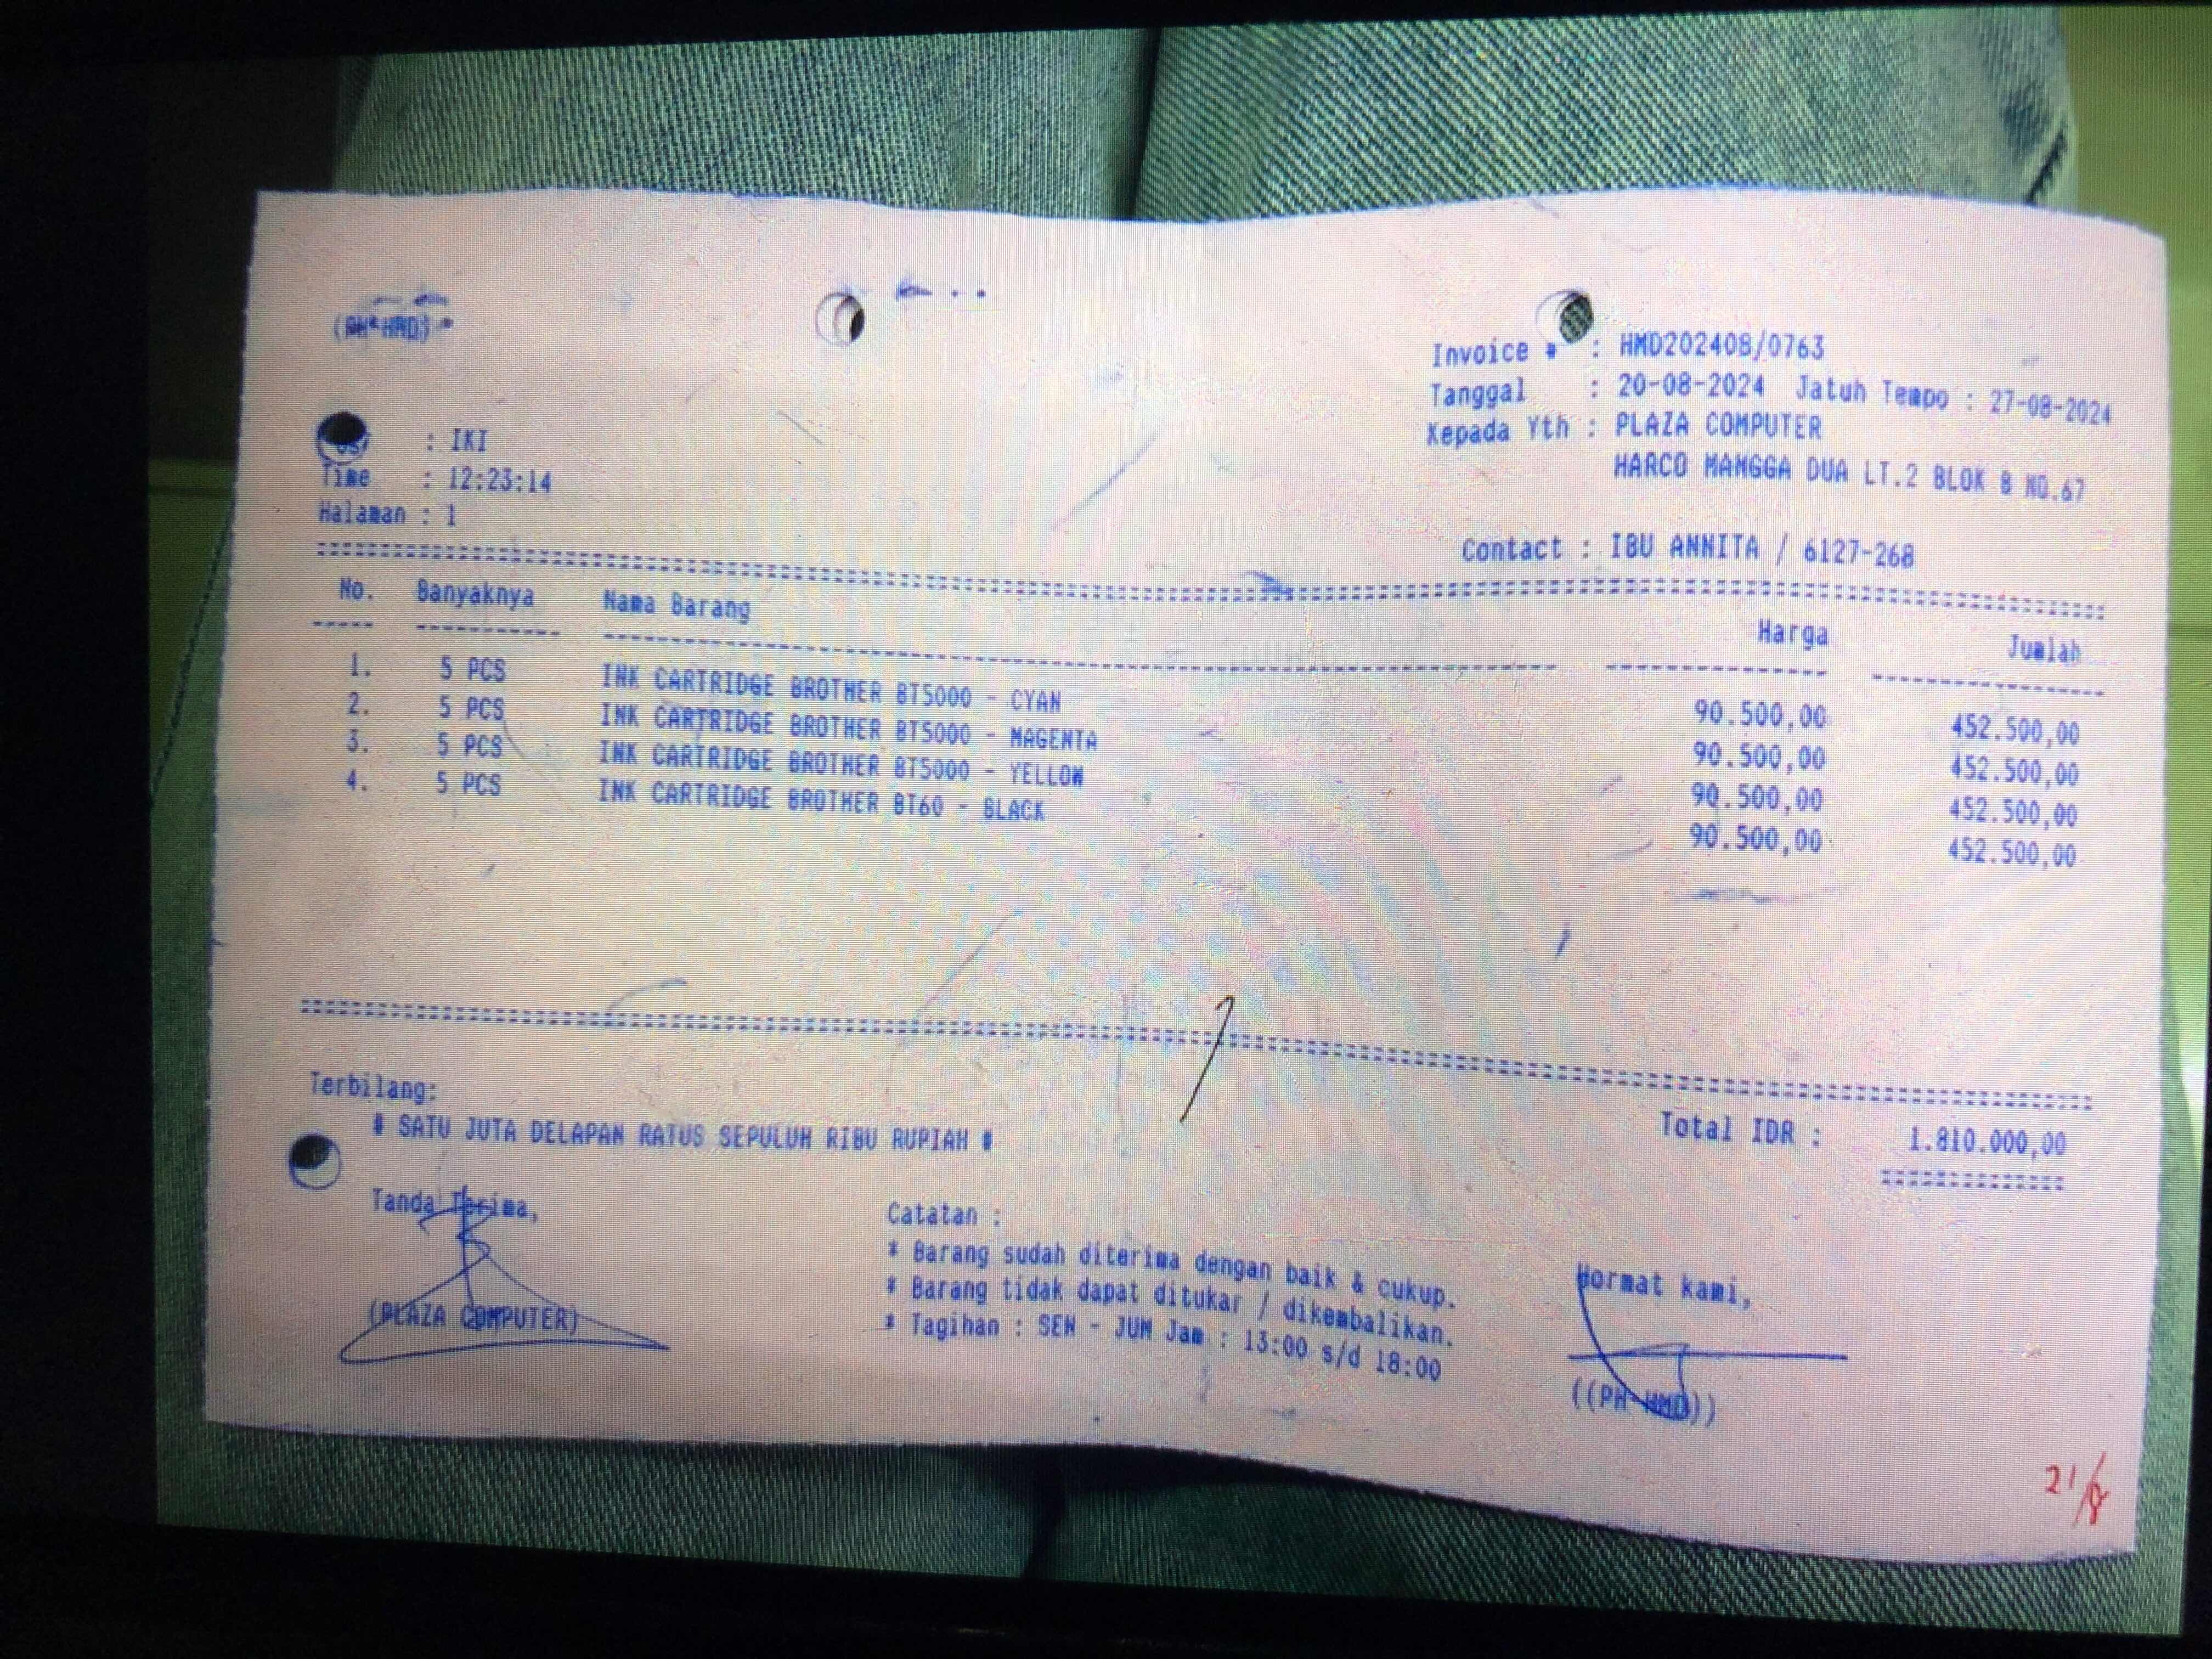 Invoice # : HMD202408/0763
Tanggal : 20-08-2024 Jatuh Tempo : 27-08-2024
Kepada Yth : PLAZA COMPUTER
HARCO MANGGA DUA LT.2 BLOK B NO.67
: IKI
Time : 12:23:14
Halaman : 1
Contact : IBU ANNITA / 6127-268
No. Banyaknya Nama Barang Harga Jumlah
1. 5 PCS INK CARTRIDGE BROTHER BT5000 - CYAN 90.500,00 452.500,00
2. 5 PCS INK CARTRIDGE BROTHER BT5000 - MAGENTA 90.500,00 452.500,00
3. 5 PCS INK CARTRIDGE BROTHER BT5000 - YELLOW 90.500,00 452.500,00
4. 5 PCS INK CARTRIDGE BROTHER BT60 - BLACK 90.500,00 452.500,00
Terbilang:
# SATU JUTA DELAPAN RATUS SEPULUH RIBU RUPIAH #
Total IDR : 1.810.000,00
Tanda Terima,
(PLAZA COMPUTER)
Catatan :
* Barang sudah diterima dengan baik & cukup.
* Barang tidak dapat ditukar / dikembalikan.
* Tagihan : SEN - JUM Jam : 13:00 s/d 18:00
Hormat kami,
((PH-HMD))
21/8